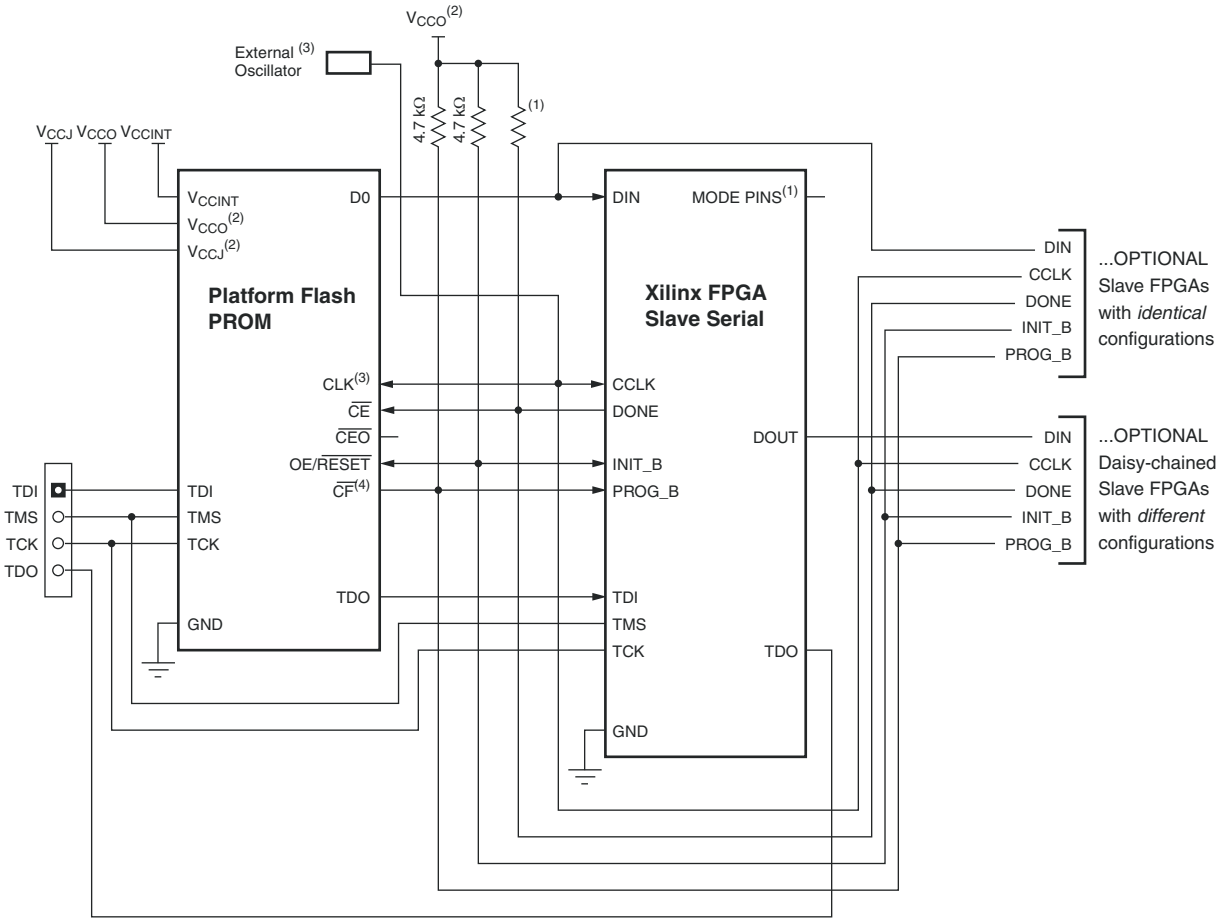 VCCO(2)
External (3)
Oscillator
4.7 kΩ
4.7 kΩ
(1)
VCCJ VCCO VCCINT
VCCINT
VCCO(2)
VCCJ(2)
D0
Platform Flash
PROM
CLK(3)
CE
CEO
OE/RESET
CF(4)
TDI
TMS
TCK
TDO
GND
TDI
TMS
TCK
TDO
DIN
MODE PINS(1)
Xilinx FPGA
Slave Serial
CCLK
DONE
DOUT
INIT_B
PROG_B
TDI
TMS
TCK
TDO
GND
DIN
CCLK
DONE
INIT_B
PROG_B
...OPTIONAL
Slave FPGAs
with identical
configurations
DIN
CCLK
DONE
INIT_B
PROG_B
...OPTIONAL
Daisy-chained
Slave FPGAs
with different
configurations